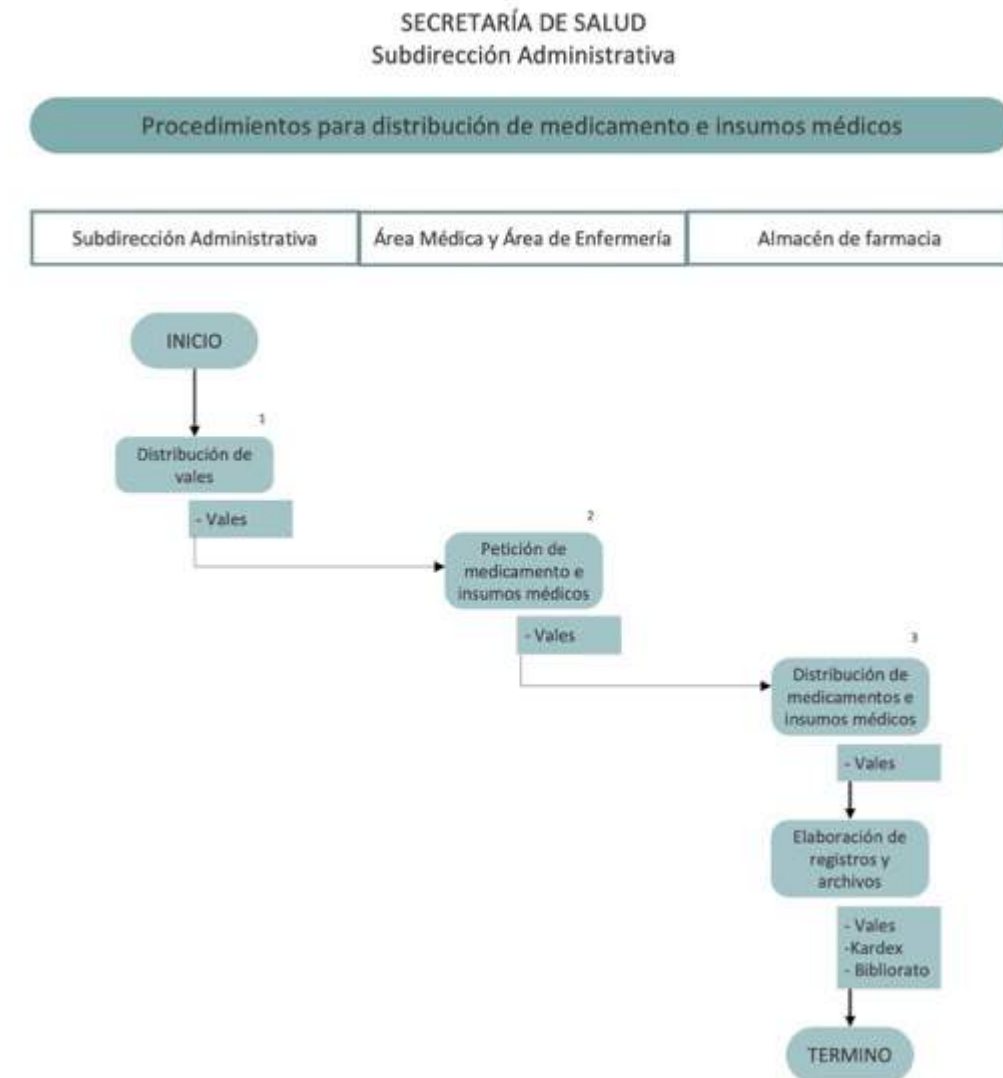 SECRETARÍA DE SALUD
Subdirección Administrativa
Procedimientos para distribución de medicamento e insumos médicos
Subdirección Administrativa
Área Médica y Área de Enfermería
Almacén de farmacia
INICIO
1
Distribución de
vales
- Vales
2
Petición de
medicamento e
insumos médicos
- Vales
3
Distribución de
medicamentos e
insumos médicos
- Vales
Elaboración de
registros y
archivos
- Vales
-Kardex
- Bibliorato
TERMINO